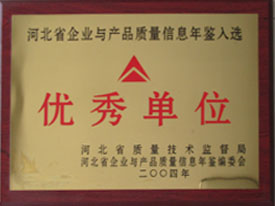 河北省企业与产品质量信息年鉴入选
优秀单位
河北省质量技术监督局
河北省企业与产品质量信息年鉴编委会
二〇〇四年